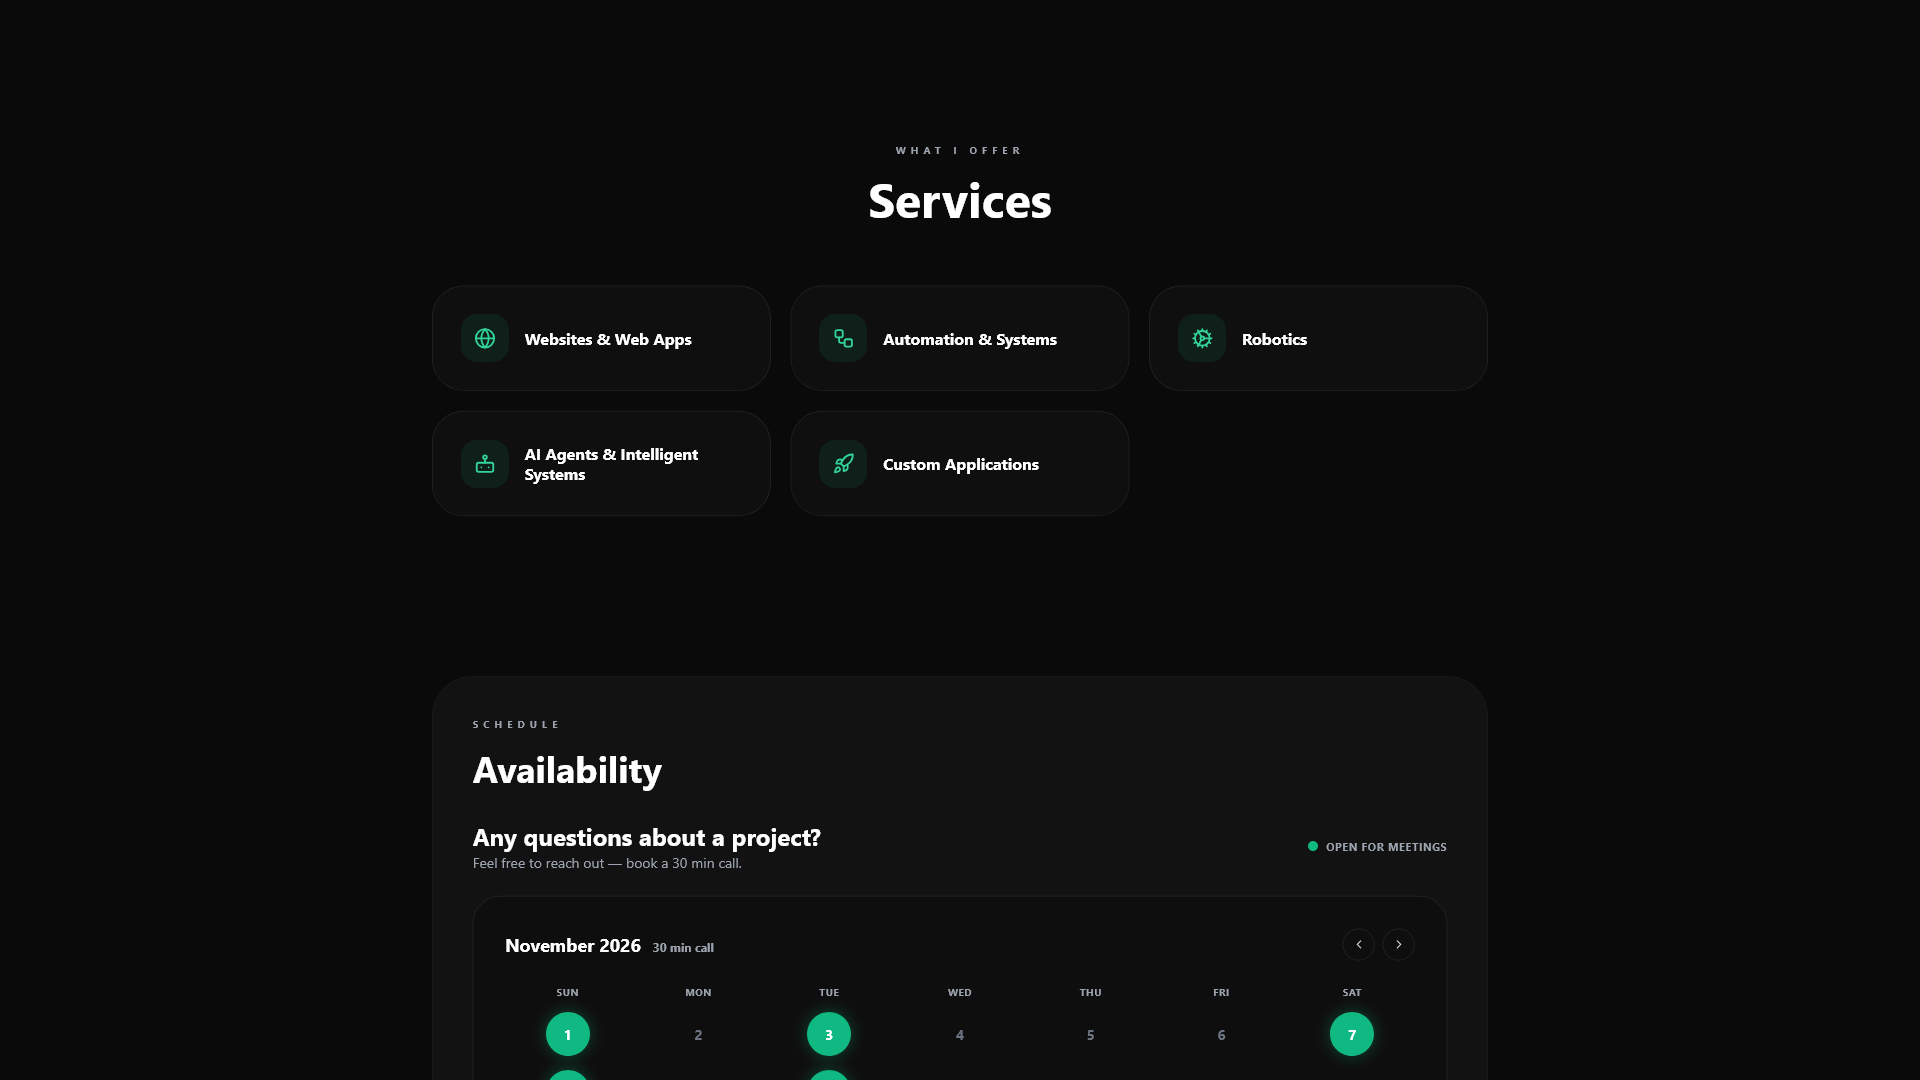 WHAT I OFFER
Services
Websites & Web Apps
Automation & Systems
Robotics
AI Agents & Intelligent
Systems
Custom Applications
SCHEDULE
Availability
Any questions about a project?
Feel free to reach out — book a 30 min call.
OPEN FOR MEETINGS
November 2026 30 min call
SUN MON TUE WED THU FRI SAT
1 2 3 4 5 6 7